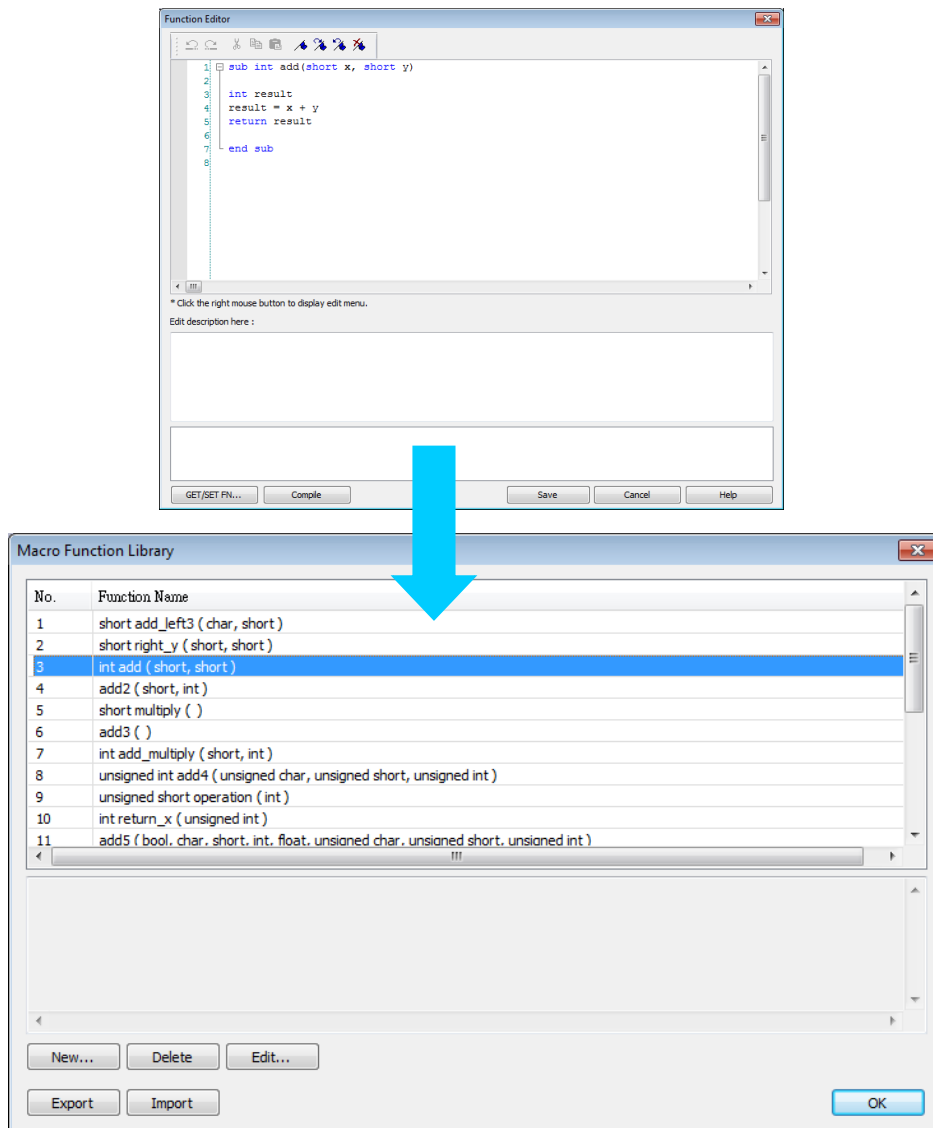 Function Editor
1 sub int add(short x, short y)
2
3 int result
4 result = x + y
5 return result
6
7 end sub
8
* Click the right mouse button to display edit menu.
Edit description here :
GET/SET FN... Compile Save Cancel Help
Macro Function Library
No. Function Name
1 short add_left3 ( char, short )
2 short right_y ( short, short )
3 int add ( short, short )
4 add2 ( short, int )
5 short multiply ( )
6 add3 ( )
7 int add_multiply ( short, int )
8 unsigned int add4 ( unsigned char, unsigned short, unsigned int )
9 unsigned short operation ( int )
10 int return_x ( unsigned int )
11 add5 ( bool, char, short, int, float, unsigned char, unsigned short, unsigned int )
New... Delete Edit...
Export Import OK